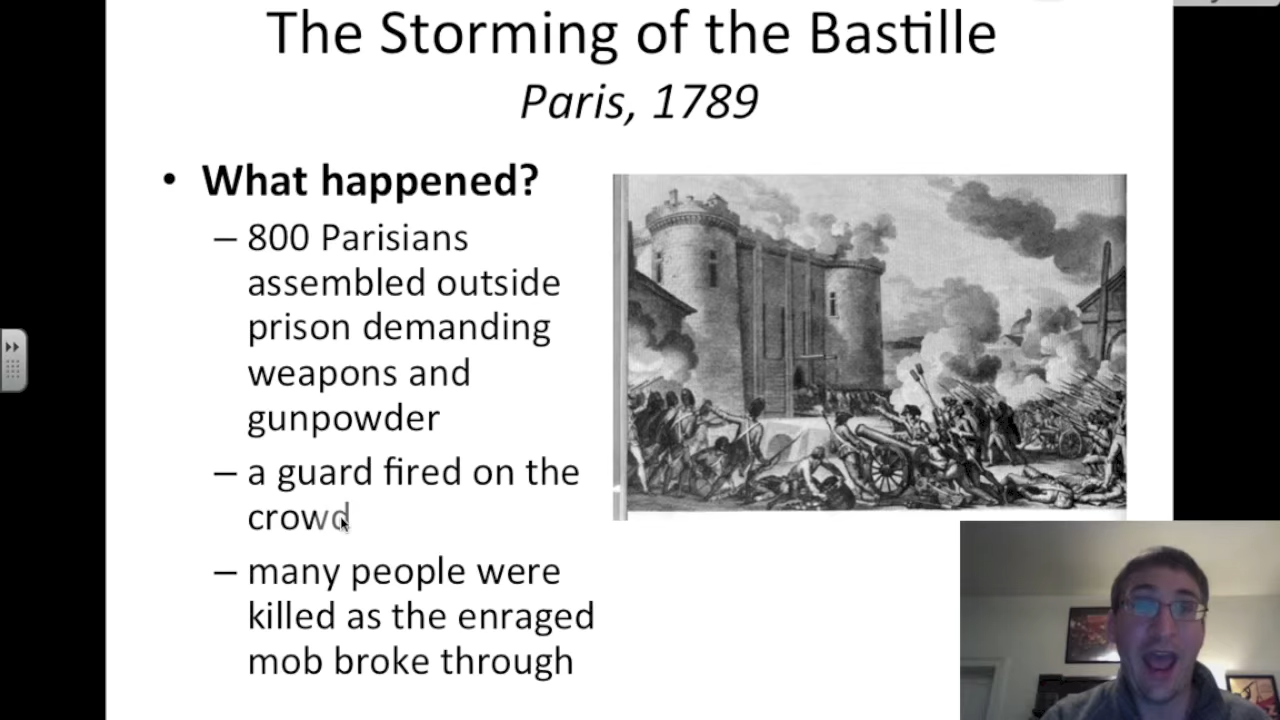 The Storming of the Bastille
Paris, 1789
• What happened?
– 800 Parisians
assembled outside
prison demanding
weapons and
gunpowder
– a guard fired on the
crowd
– many people were
killed as the enraged
mob broke through